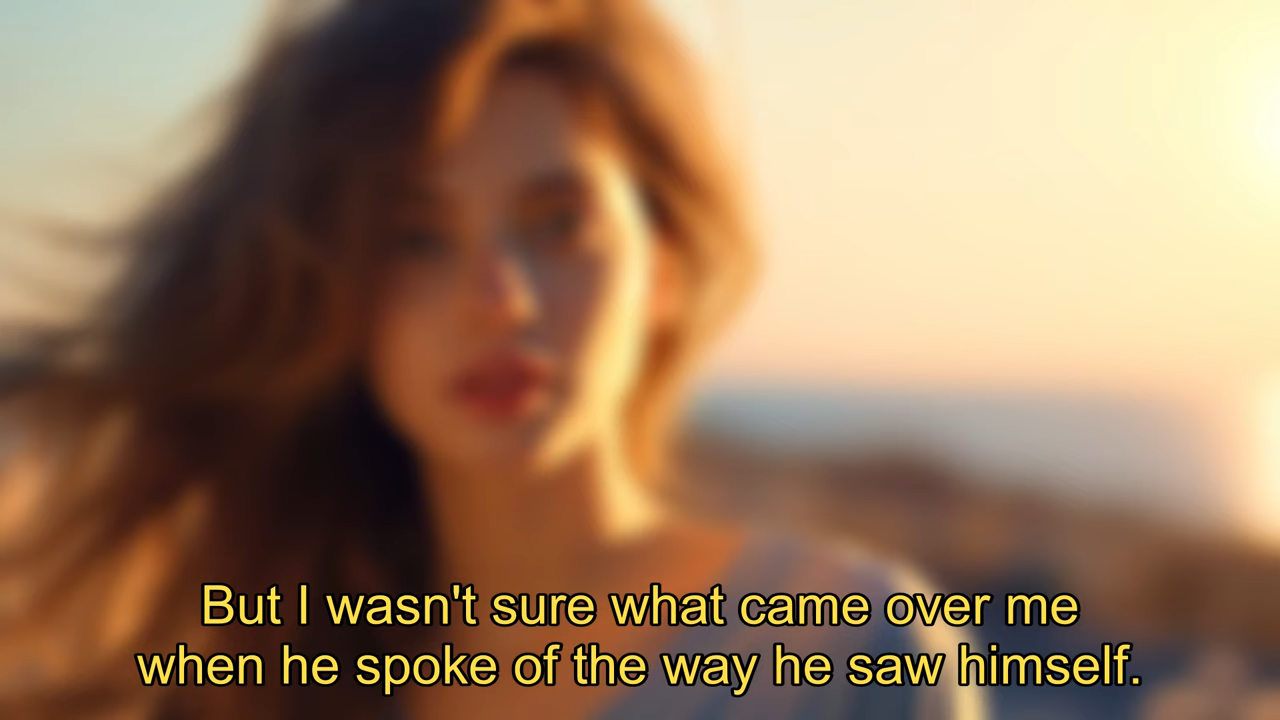 But I wasn't sure what came over me
when he spoke of the way he saw himself.